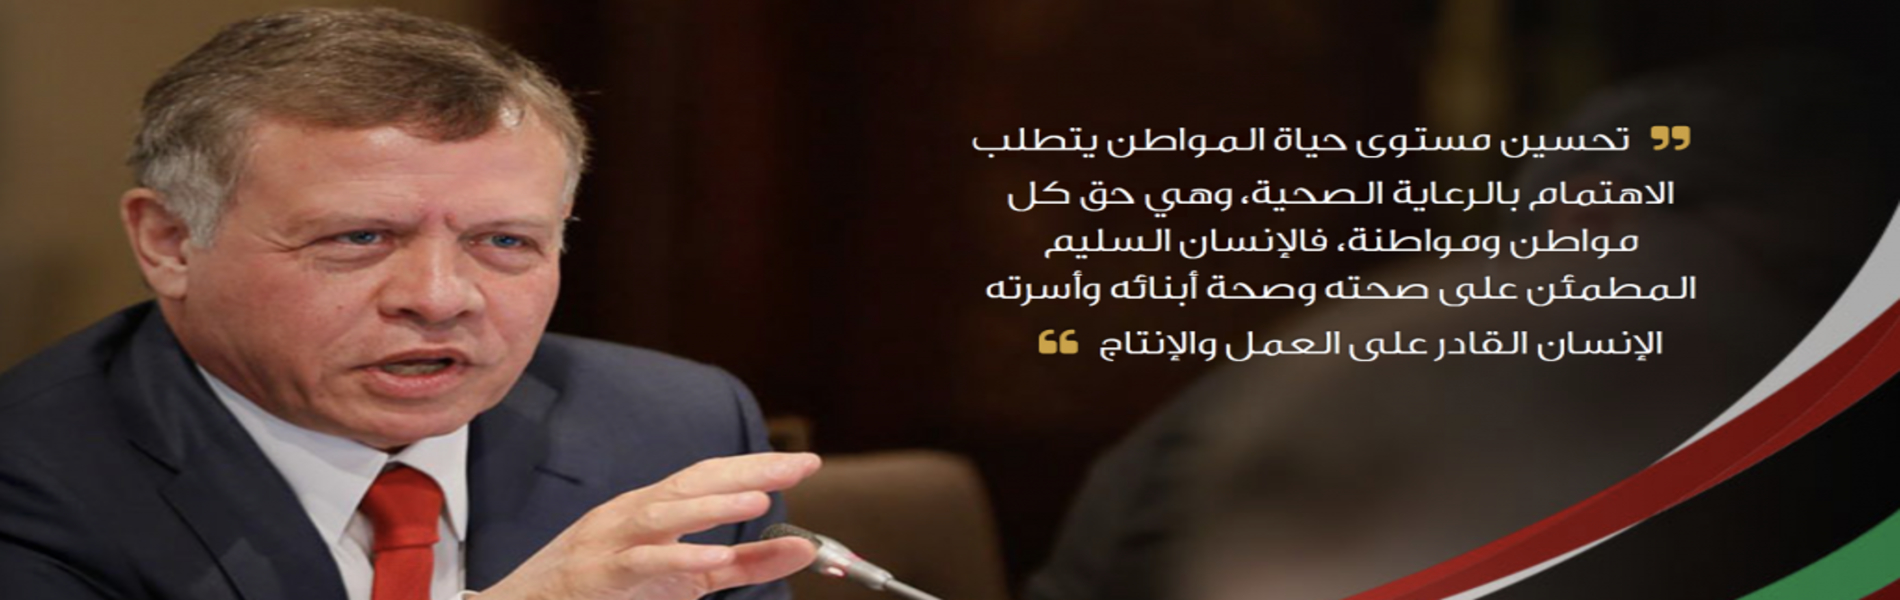 " تحسين مستوى حياة المواطن يتطلب
الاهتمام بالرعاية الصحية، وهي حق كل
مواطن ومواطنة، فالإنسان السليم
المطمئن على صحته وصحة أبنائه وأسرته
الإنسان القادر على العمل والإنتاج "